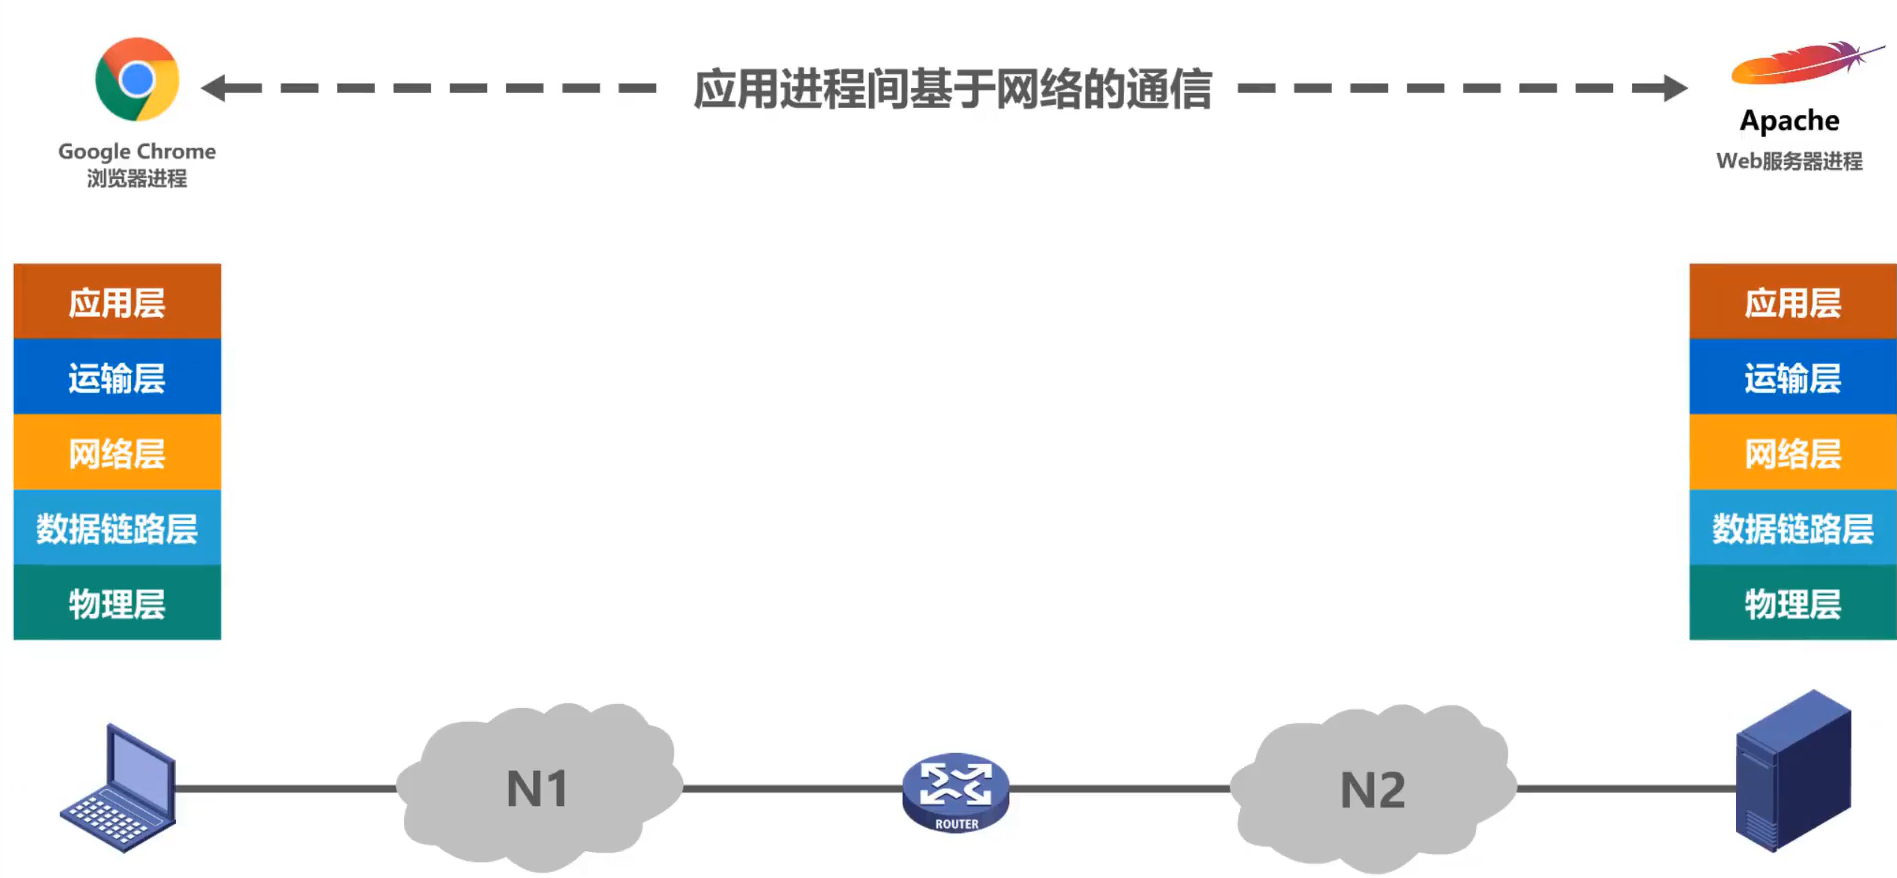 应用进程间基于网络的通信
Google Chrome
浏览器进程
Apache
Web服务器进程
应用层
运输层
网络层
数据链路层
物理层
应用层
运输层
网络层
数据链路层
物理层
N1
ROUTER
N2